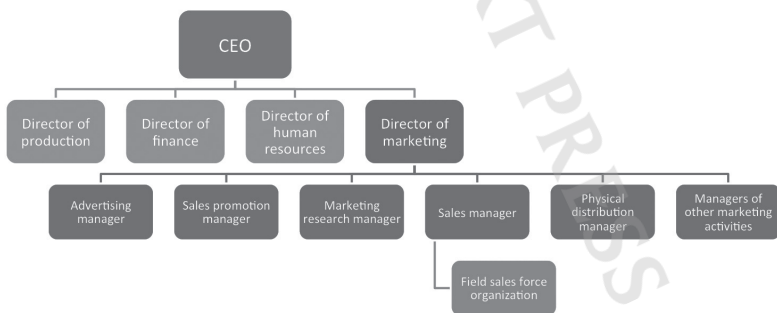 CEO
Director of
production
Director of
finance
Director of
human
resources
Director of
marketing
Advertising
manager
Sales promotion
manager
Marketing
research manager
Sales manager
Physical
distribution
manager
Managers of
other marketing
activities
Field sales force
organization
PRESS